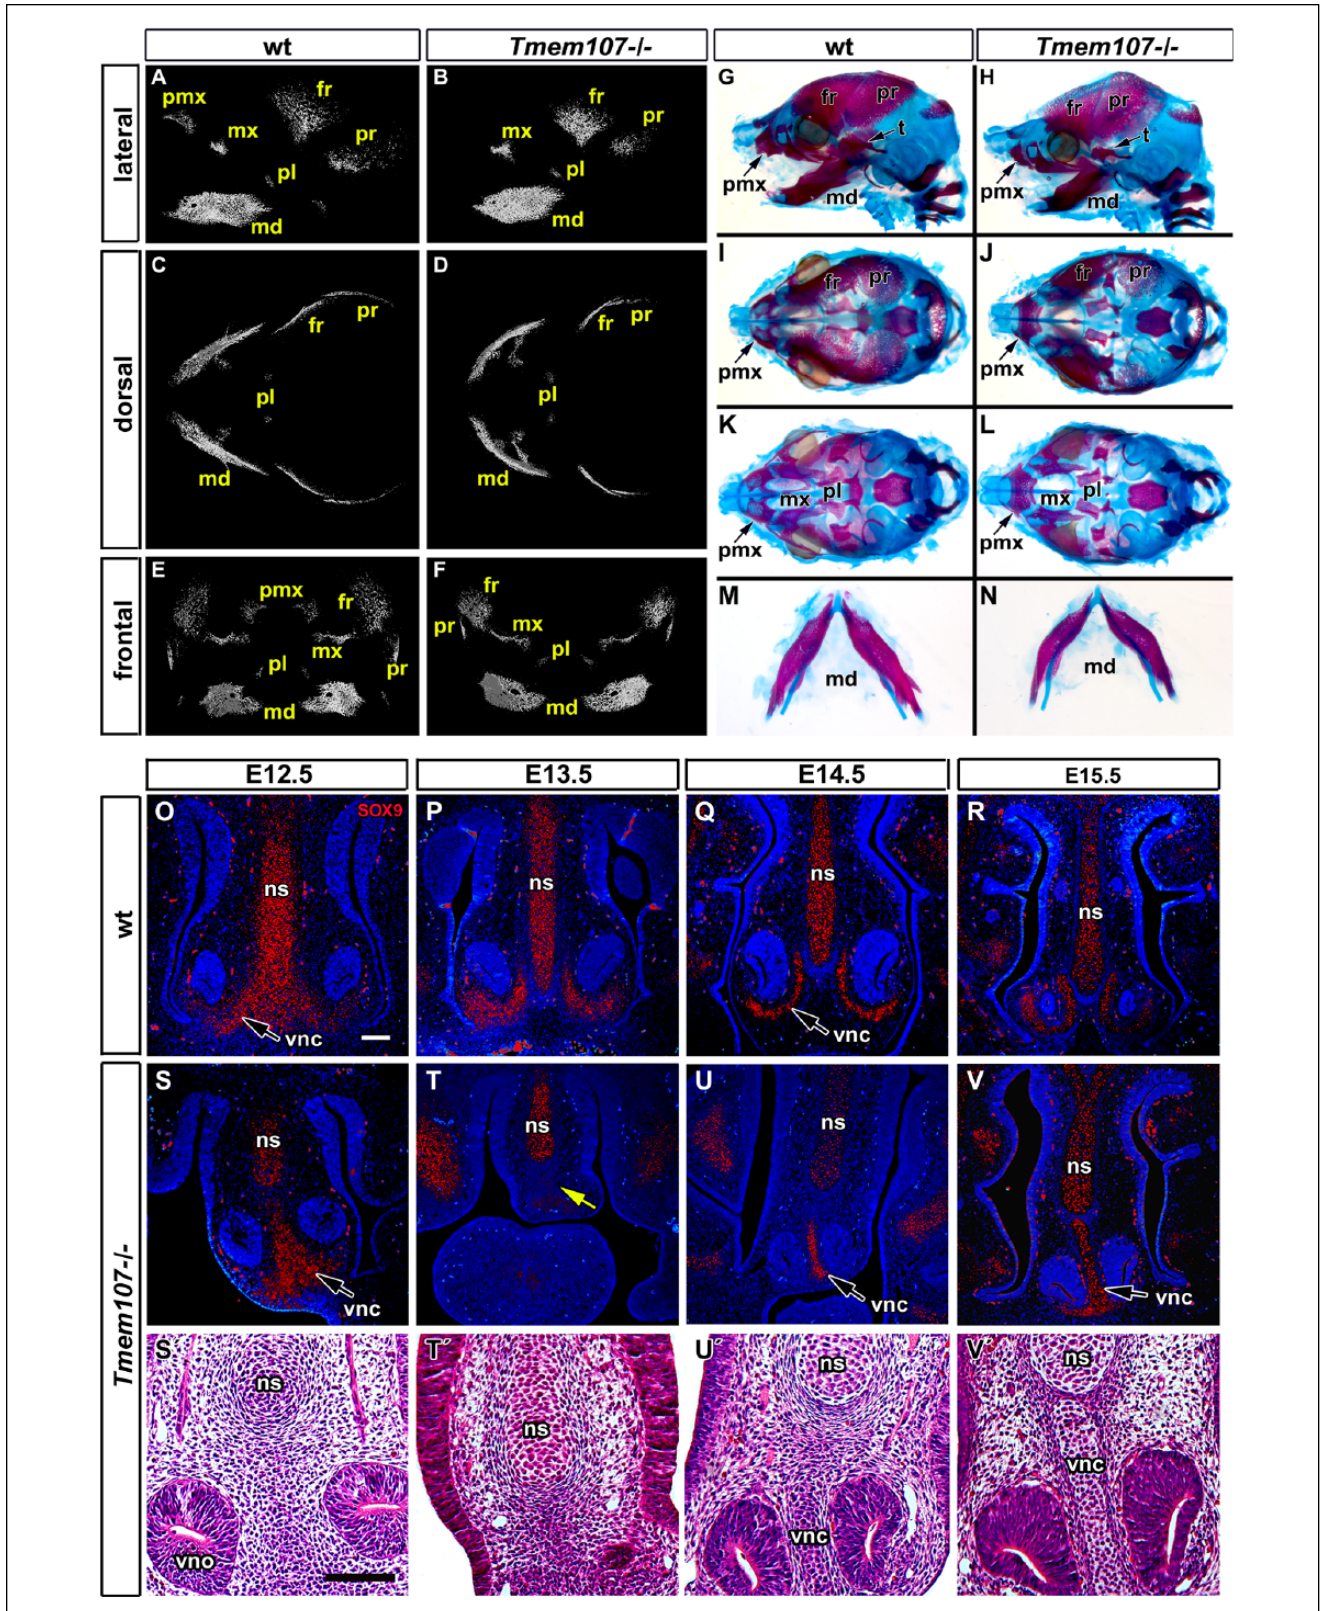 wt
Tmem107-/-
wt
Tmem107-/-
lateral
A
pmx
mx
fr
pr
pl
md
B
fr
mx
pr
pl
md
G
fr
pr
t
pmx
md
H
fr
pr
t
pmx
md
dorsal
C
fr
pr
pl
md
D
fr
pr
pl
md
I
fr
pr
pmx
J
fr
pr
pmx
K
mx
pl
pmx
L
mx
pl
pmx
frontal
E
pmx
fr
mx
pl
pr
md
F
fr
pr
mx
pl
md
M
md
N
md
E12.5
E13.5
E14.5
E15.5
wt
O
SOX9
ns
vnc
P
ns
Q
ns
vnc
R
ns
Tmem107-/-
S
ns
vnc
T
ns
U
ns
vnc
V
ns
vnc
S´
ns
vno
T´
ns
U´
ns
vnc
V´
ns
vnc